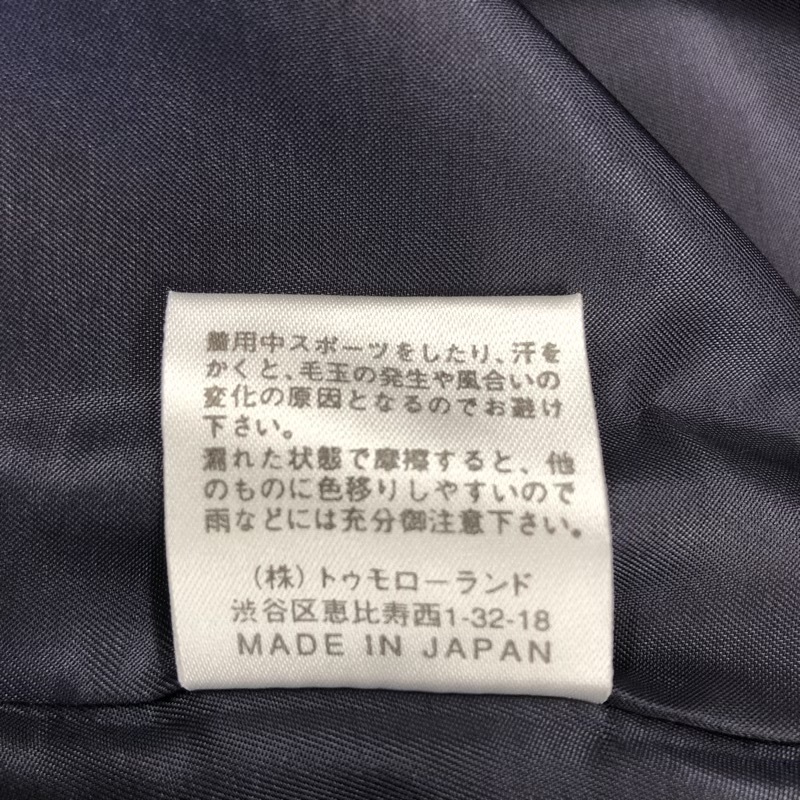 着用中スポーツをしたり、汗を
かくと、毛玉の発生や風合いの
変化の原因となるのでお避け
下さい。
濡れた状態で摩擦すると、他
のものに色移りしやすいので
雨などには充分御注意下さい。
(株)トゥモローランド
渋谷区恵比寿西1-32-18
MADE IN JAPAN